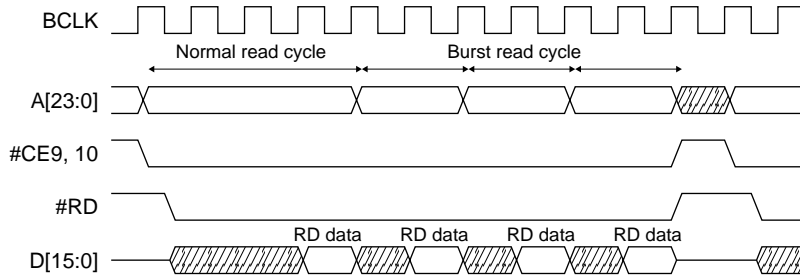 BCLK
Normal read cycle Burst read cycle
A[23:0]
#CE9, 10
#RD
RD data RD data RD data RD data
D[15:0]